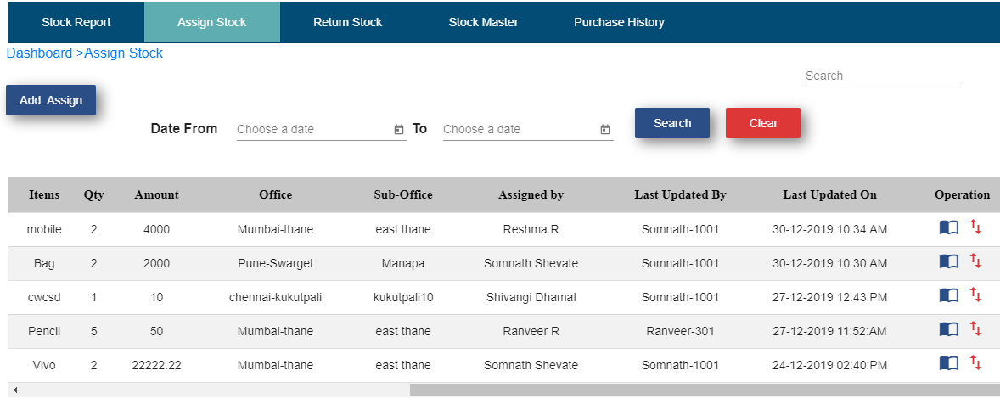 Stock Report Assign Stock Return Stock Stock Master Purchase History
Dashboard >Assign Stock
Search
Add Assign
Date From Choose a date To Choose a date Search Clear
Items Qty Amount Office Sub-Office Assigned by Last Updated By Last Updated On Operation
mobile 2 4000 Mumbai-thane east thane Reshma R Somnath-1001 30-12-2019 10:34:AM
Bag 2 2000 Pune-Swarget Manapa Somnath Shevate Somnath-1001 30-12-2019 10:30:AM
cwcsd 1 10 chennai-kukutpali kukutpali10 Shivangi Dhamal Somnath-1001 27-12-2019 12:43:PM
Pencil 5 50 Mumbai-thane east thane Ranveer R Ranveer-301 27-12-2019 11:52:AM
Vivo 2 22222.22 Mumbai-thane east thane Somnath Shevate Somnath-1001 24-12-2019 02:40:PM